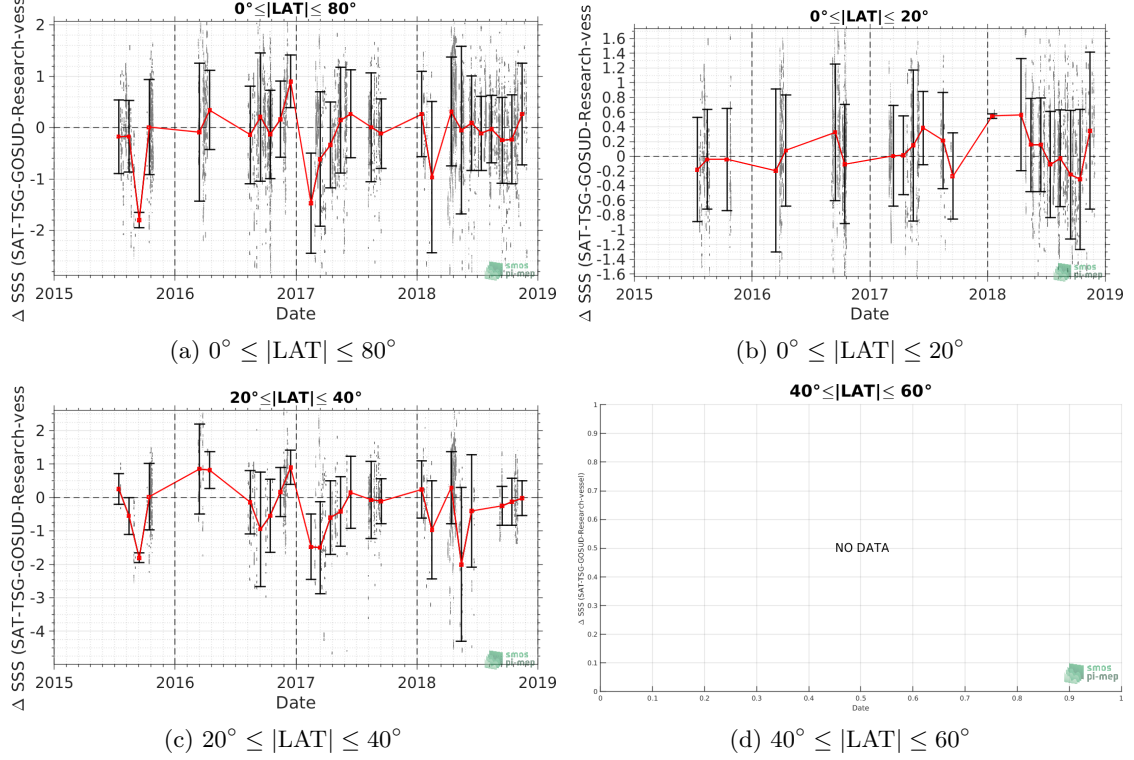 0°≤|LAT|≤ 80°
Δ SSS (SAT-TSG-GOSUD-Research-vess
2
1
0
-1
-2
2015 2016 2017 2018 2019
Date
smos
pi-mep
(a) 0° ≤ |LAT| ≤ 80°
0°≤|LAT|≤ 20°
Δ SSS (SAT-TSG-GOSUD-Research-vess
1.6
1.4
1.2
1
0.8
0.6
0.4
0.2
0
-0.2
-0.4
-0.6
-0.8
-1
-1.2
-1.4
-1.6
2015 2016 2017 2018 2019
Date
smos
pi-mep
(b) 0° ≤ |LAT| ≤ 20°
20°≤|LAT|≤ 40°
Δ SSS (SAT-TSG-GOSUD-Research-vess
2
1
0
-1
-2
-3
-4
2015 2016 2017 2018 2019
Date
smos
pi-mep
(c) 20° ≤ |LAT| ≤ 40°
40°≤|LAT|≤ 60°
Δ SSS (SAT-TSG-GOSUD-Research-vessel)
1
0.9
0.8
0.7
0.6
0.5
0.4
0.3
0.2
0.1
0
NO DATA
0 0.1 0.2 0.3 0.4 0.5 0.6 0.7 0.8 0.9 1
Date
smos
pi-mep
(d) 40° ≤ |LAT| ≤ 60°